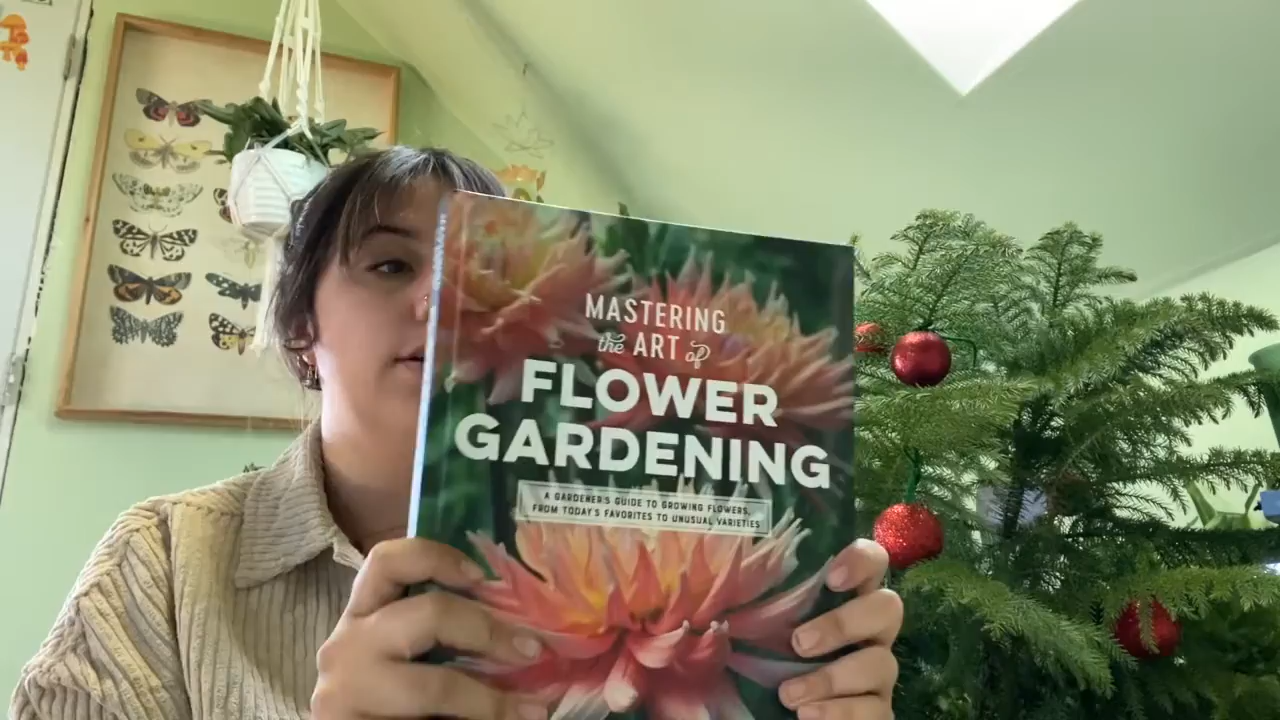 MASTERING
the ART of
FLOWER
GARDENING
A GARDENER'S GUIDE TO GROWING FLOWERS,
FROM TODAY'S FAVORITES TO UNUSUAL VARIETIES